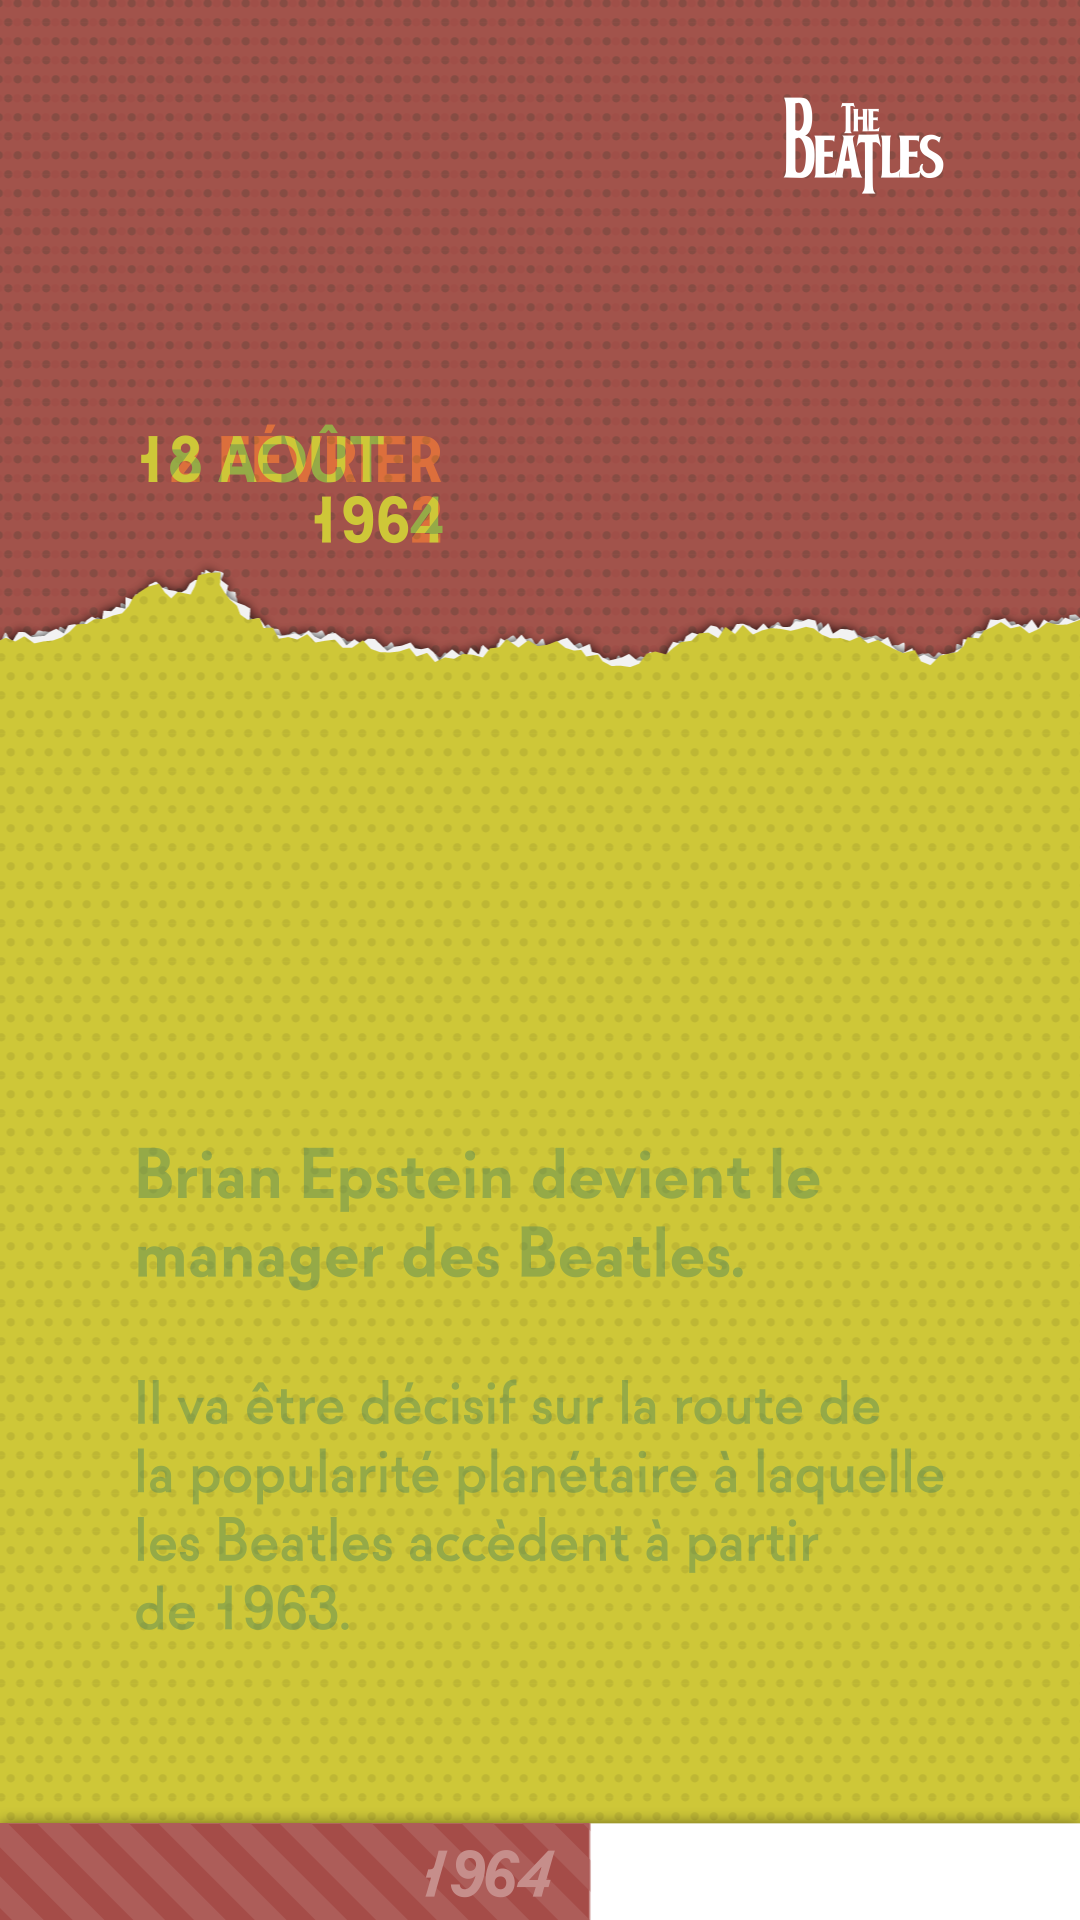 THE
BEATLES
AOÛT
Brian Epstein devient le
manager des Beatles.
Il va être décisif sur la route de
la popularité planétaire à laquelle
les Beatles accèdent à partir
de 1963.
1964